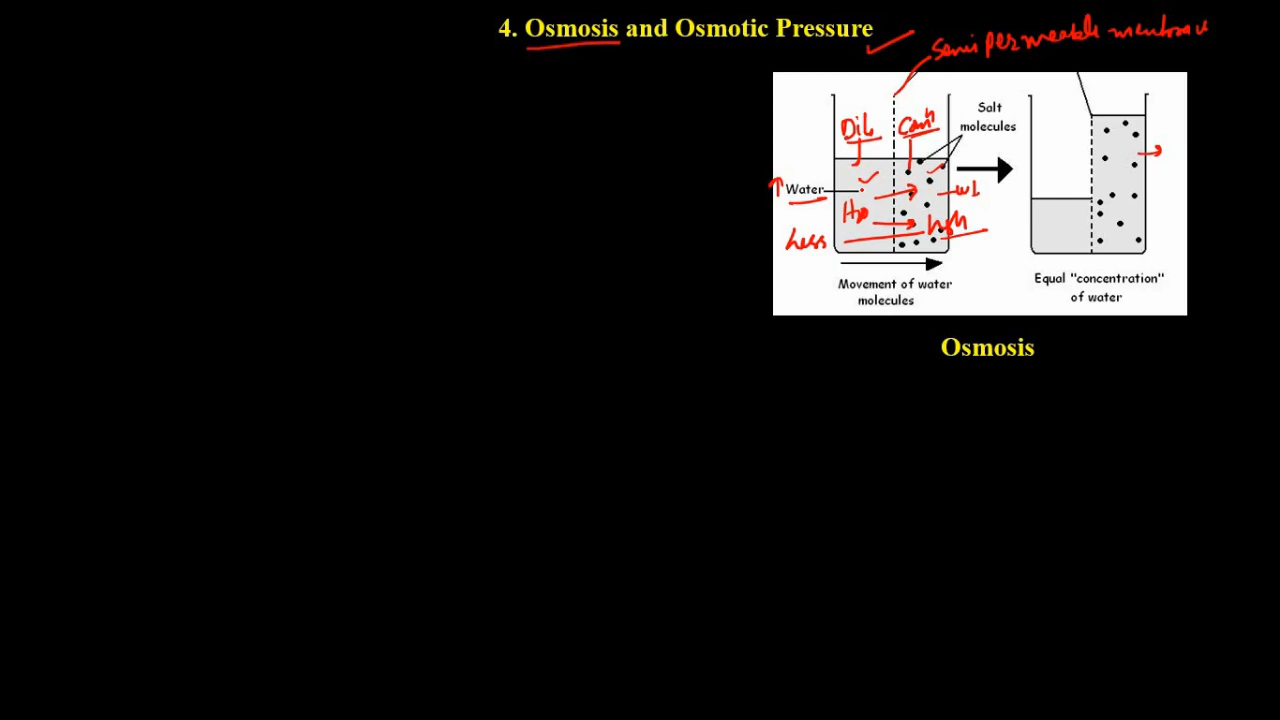 4. Osmosis and Osmotic Pressure
Semi permeable membrane
Salt
molecules
Dil
Water
H2O
Less
high
Movement of water
molecules
Equal "concentration"
of water
Osmosis